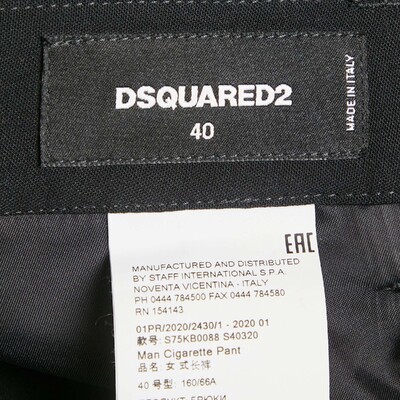 DSQUARED2
40
MADE IN ITALY
EAC
MANUFACTURED AND DISTRIBUTED
BY STAFF INTERNATIONAL S.P.A.
NOVENTA VICENTINA - ITALY
PH 0444 784500 FAX 0444 784580
RN 154143
01PR/2020/2430/1 - 2020 01
款号: S75KB0088 S40320
Man Cigarette Pant
品名: 女式长裤
40 号型: 160/66A
PRODUCT: БРЮКИ